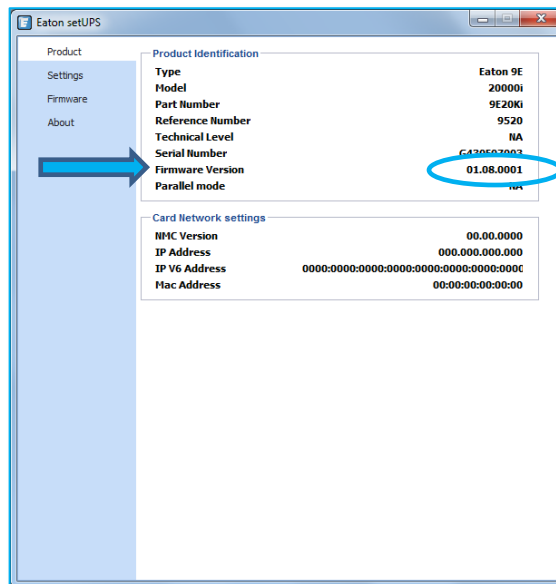 Eaton setUPS
Product
Settings
Firmware
About
Product Identification
Type Eaton 9E
Model 20000i
Part Number 9E20Ki
Reference Number 9520
Technical Level NA
Serial Number
Firmware Version 01.08.0001
Parallel mode NA
Card Network settings
NMC Version 00.00.0000
IP Address 000.000.000.000
IP V6 Address 0000:0000:0000:0000:0000:0000:0000:0000
Mac Address 00:00:00:00:00:00